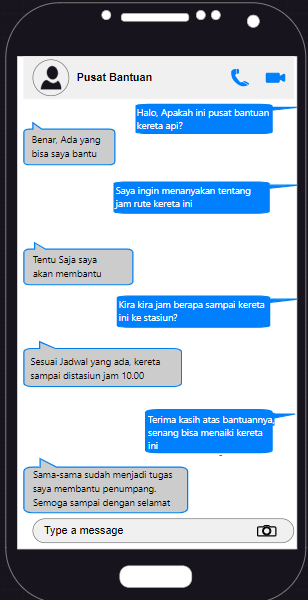 Pusat Bantuan
Halo, Apakah ini pusat bantuan
kereta api?
Benar, Ada yang
bisa saya bantu
Saya ingin menanyakan tentang
jam rute kereta ini
Tentu Saja saya
akan membantu
Kira kira jam berapa sampai kereta
ini ke stasiun?
Sesuai Jadwal yang ada, kereta
sampai distasiun jam 10.00
Terima kasih atas bantuannya,
senang bisa menaiki kereta
ini
Sama-sama sudah menjadi tugas
saya membantu penumpang.
Semoga sampai dengan selamat
Type a message